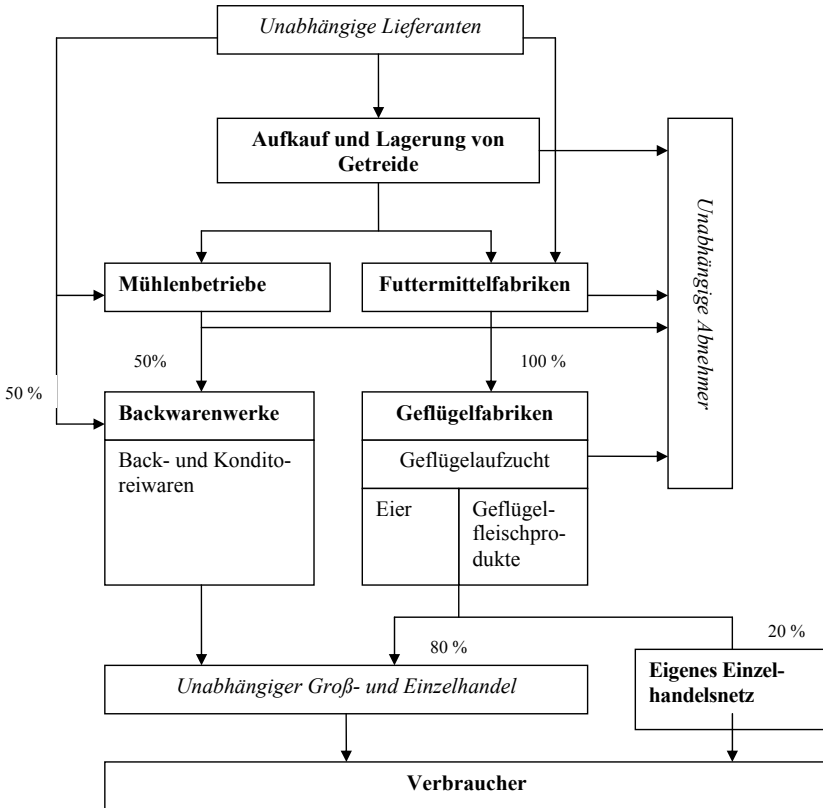 Unabhängige Lieferanten
Aufkauf und Lagerung von
Getreide
Unabhängige Abnehmer
Mühlenbetriebe
Futtermittelfabriken
50%
100 %
50 %
Backwarenwerke
Geflügelfabriken
Back- und Kondito-
reiwaren
Geflügelaufzucht
Eier
Geflügel-
fleischpro-
dukte
80 %
20 %
Unabhängiger Groß- und Einzelhandel
Eigenes Einzel-
handelsnetz
Verbraucher